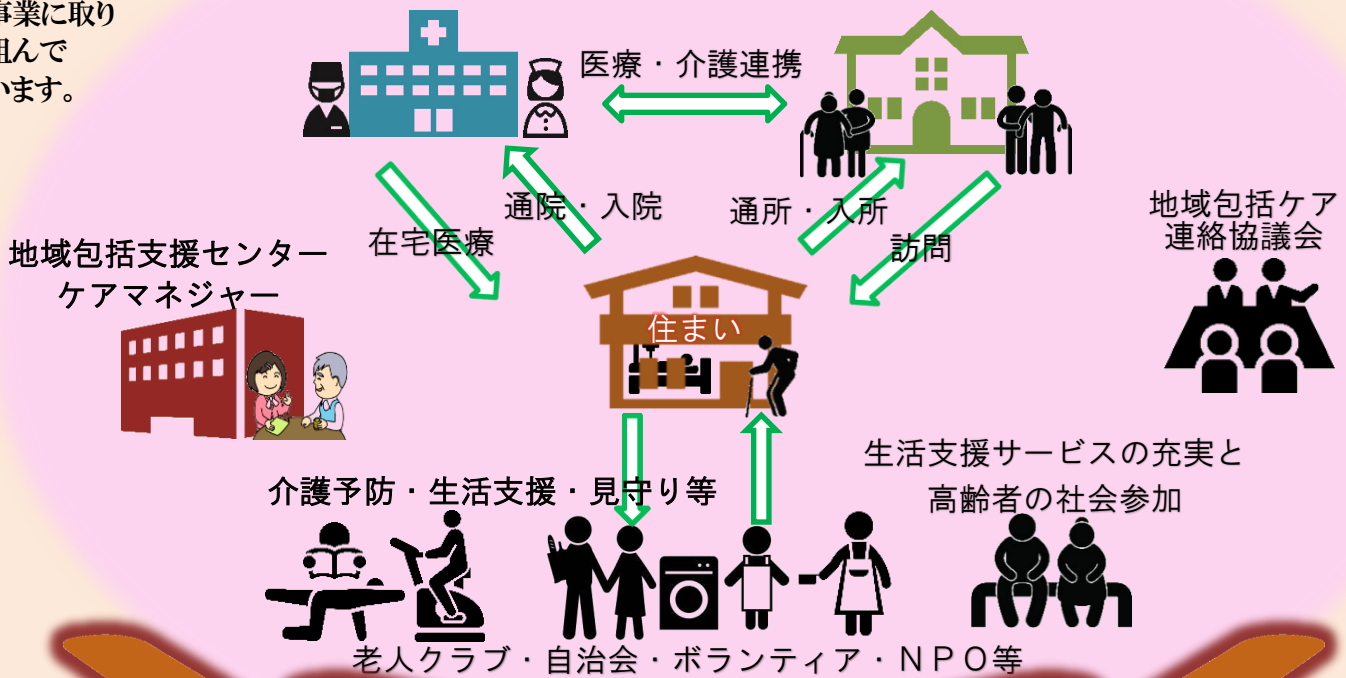 事業に取り
組んで
います。
医療・介護連携
通院・入院
通所・入所
在宅医療
訪問
地域包括ケア
連絡協議会
地域包括支援センター
ケアマネジャー
住まい
生活支援サービスの充実と
高齢者の社会参加
介護予防・生活支援・見守り等
老人クラブ・自治会・ボランティア・ＮＰＯ等